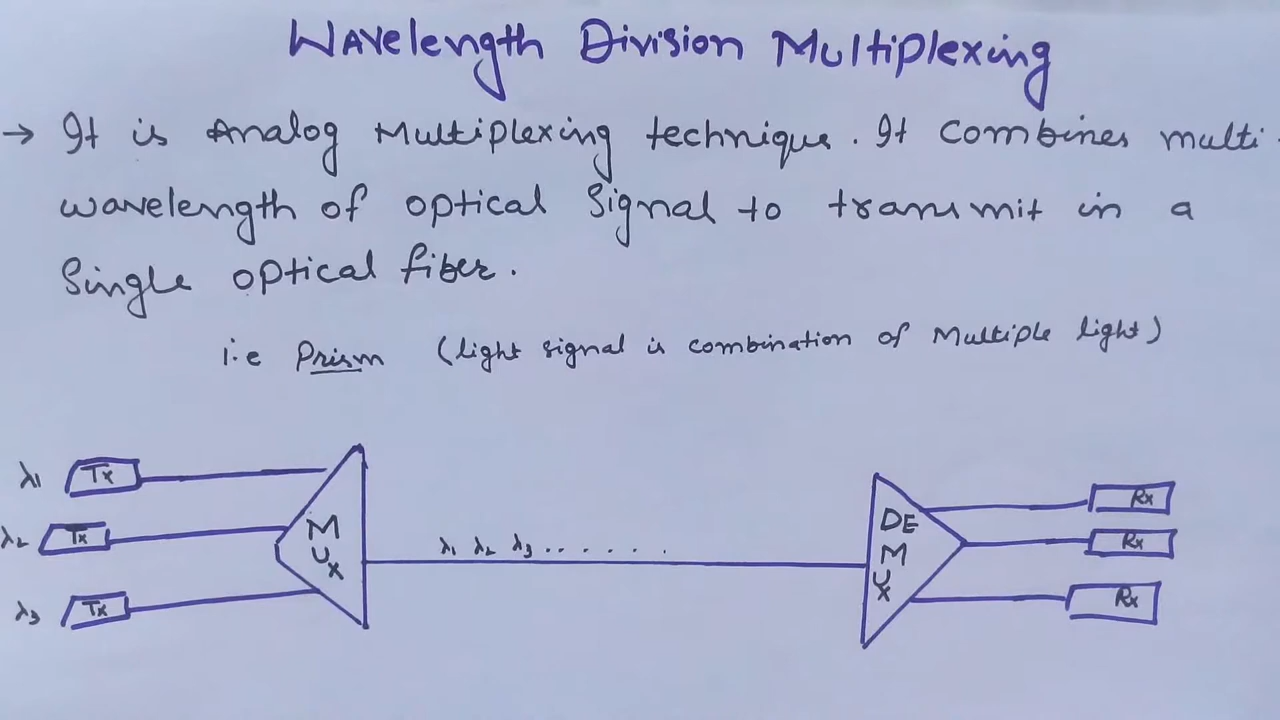 Wavelength Division Multiplexing
→ It is Analog Multiplexing technique. It combines multi
wavelength of optical signal to transmit in a
Single optical fiber.
i.e Prism (light signal is combination of Multiple light)
λ1 Tx
λ2 Tx
λ3 Tx
MUX
λ1 λ2 λ3 . . . . . .
DEMUX
Rx
Rx
Rx